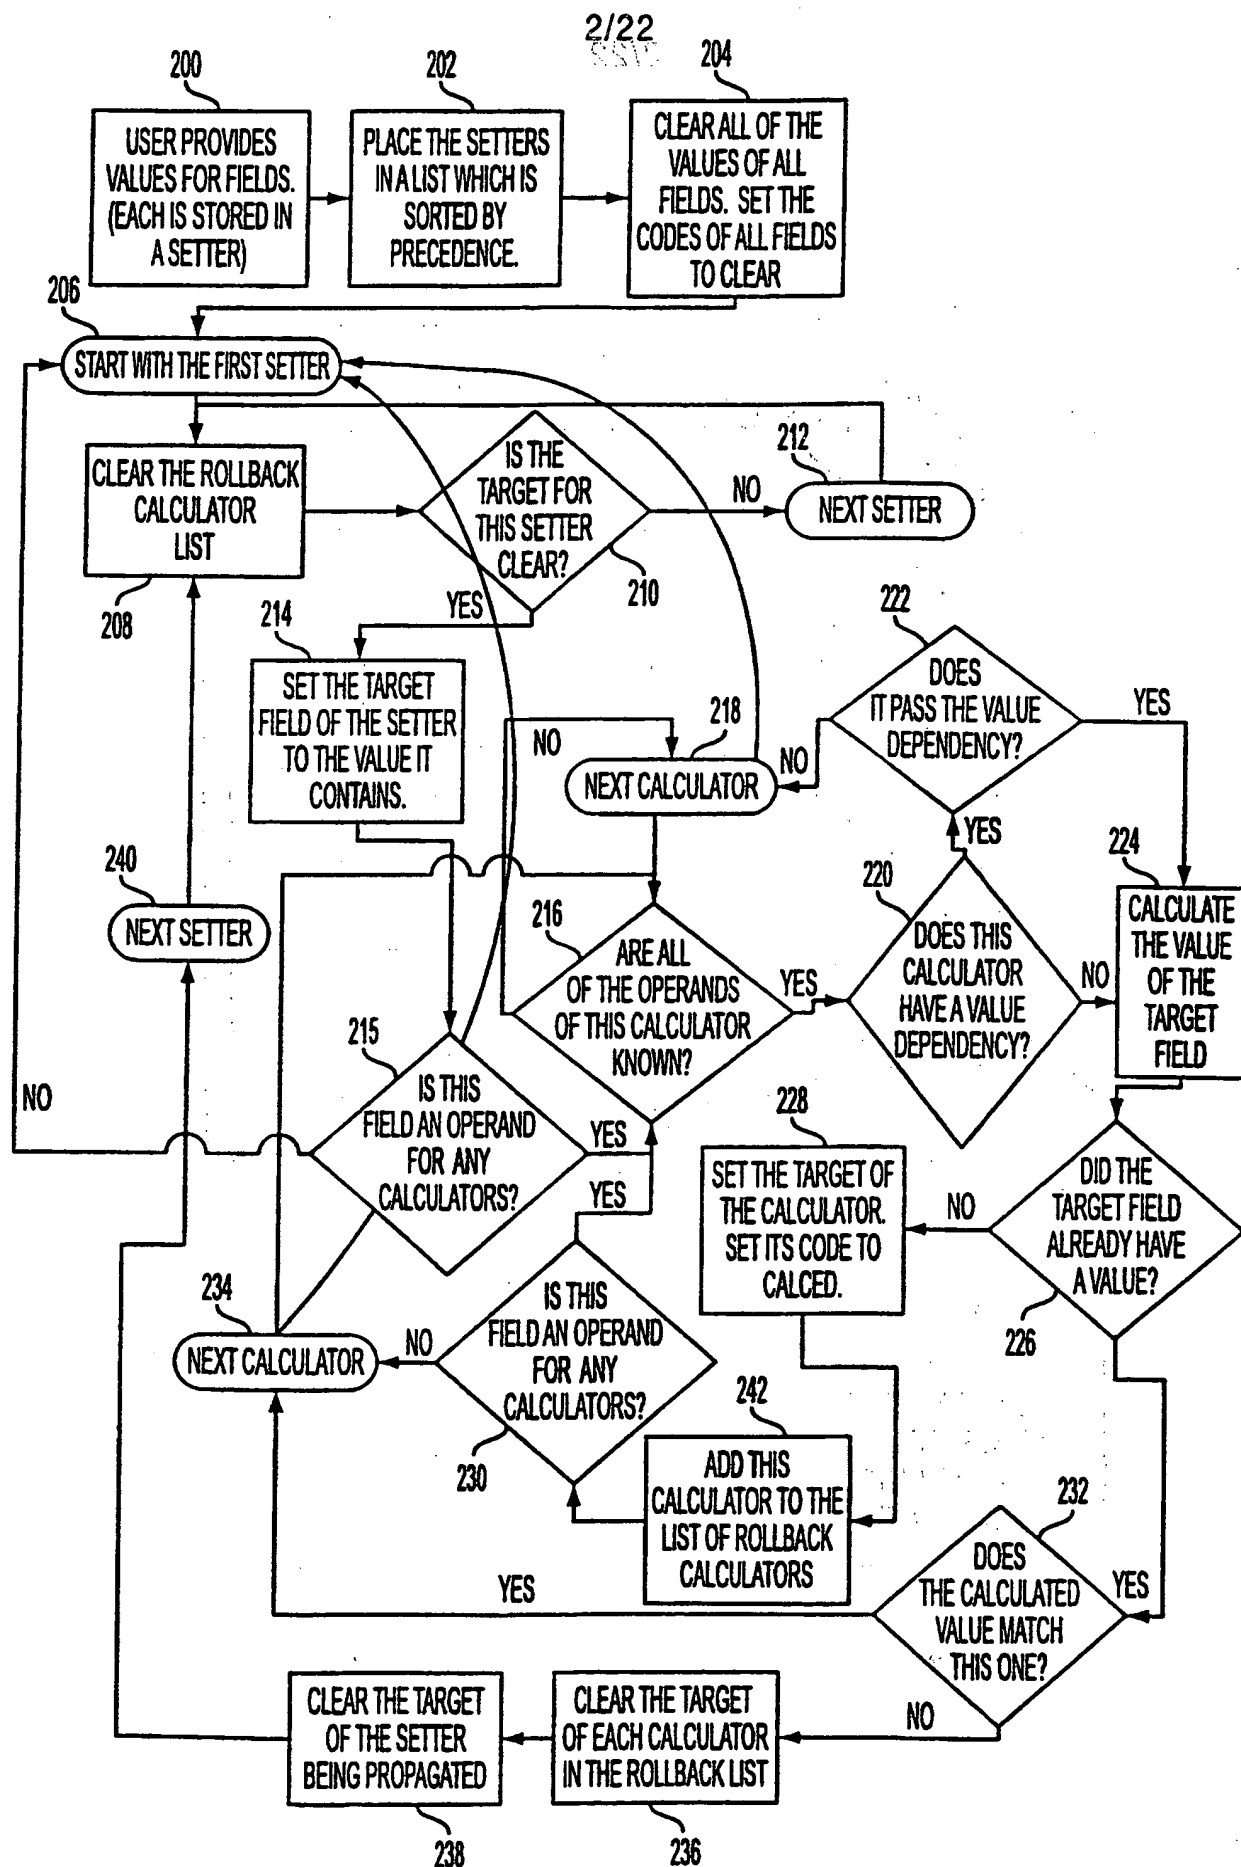 2/22
200
USER PROVIDES
VALUES FOR FIELDS.
(EACH IS STORED IN
A SETTER)
202
PLACE THE SETTERS
IN A LIST WHICH IS
SORTED BY
PRECEDENCE.
204
CLEAR ALL OF THE
VALUES OF ALL
FIELDS. SET THE
CODES OF ALL FIELDS
TO CLEAR
206
START WITH THE FIRST SETTER
CLEAR THE ROLLBACK
CALCULATOR
LIST
208
IS THE
TARGET FOR
THIS SETTER
CLEAR?
210
NO
212
NEXT SETTER
YES
214
SET THE TARGET
FIELD OF THE SETTER
TO THE VALUE IT
CONTAINS.
NO
218
NEXT CALCULATOR
NO
222
DOES
IT PASS THE VALUE
DEPENDENCY?
YES
YES
240
NEXT SETTER
216
ARE ALL
OF THE OPERANDS
OF THIS CALCULATOR
KNOWN?
YES
220
DOES THIS
CALCULATOR
HAVE A VALUE
DEPENDENCY?
NO
224
CALCULATE
THE VALUE
OF THE
TARGET
FIELD
NO
215
IS THIS
FIELD AN OPERAND
FOR ANY
CALCULATORS?
YES
YES
228
SET THE TARGET OF
THE CALCULATOR.
SET ITS CODE TO
CALCED.
NO
DID THE
TARGET FIELD
ALREADY HAVE
A VALUE?
226
234
NEXT CALCULATOR
NO
IS THIS
FIELD AN OPERAND
FOR ANY
CALCULATORS?
230
242
ADD THIS
CALCULATOR TO THE
LIST OF ROLLBACK
CALCULATORS
232
DOES
THE CALCULATED
VALUE MATCH
THIS ONE?
YES
YES
NO
CLEAR THE TARGET
OF THE SETTER
BEING PROPAGATED
238
CLEAR THE TARGET
OF EACH CALCULATOR
IN THE ROLLBACK LIST
236